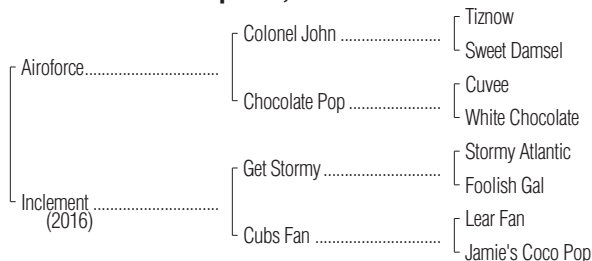 Tiznow
Colonel John ........................
Sweet Damsel
Airoforce................................
Cuvee
Chocolate Pop ......................
White Chocolate
Stormy Atlantic
Get Stormy ............................
Foolish Gal
Inclement ..............................
(2016)
Lear Fan
Cubs Fan ..............................
Jamie's Coco Pop